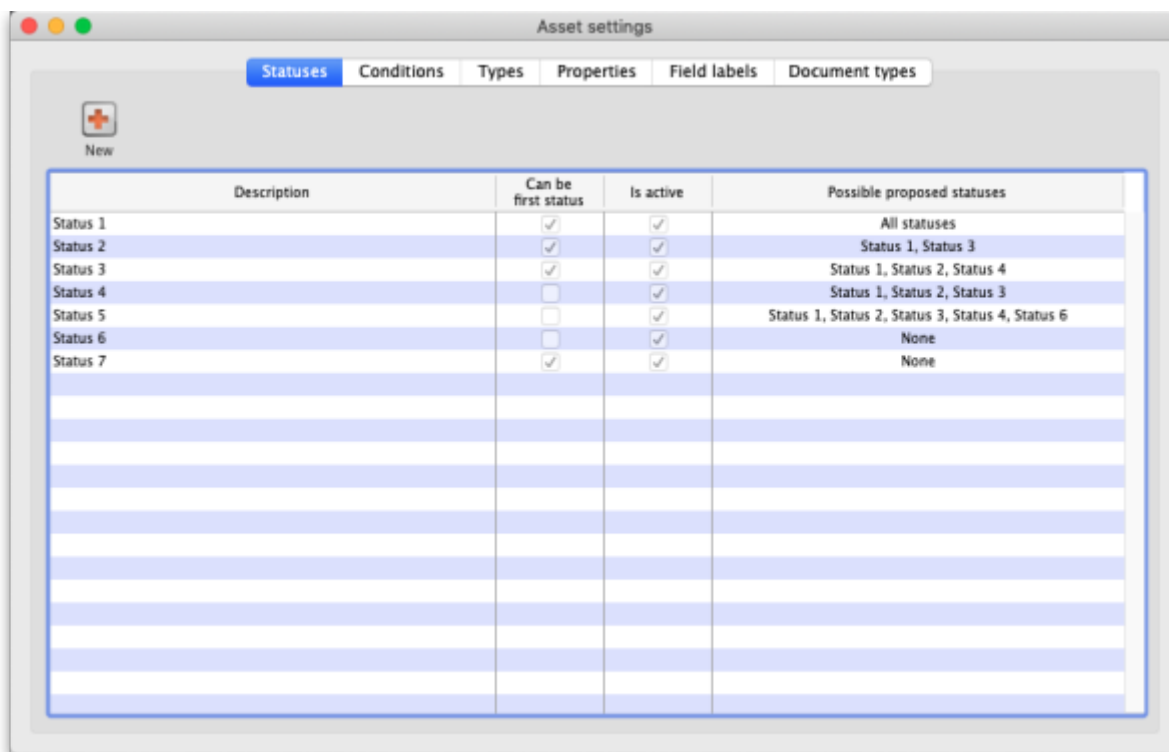 Asset settings
Statuses Conditions Types Properties Field labels Document types
New
Description Can be first status Is active Possible proposed statuses
Status 1 All statuses
Status 2 Status 1, Status 3
Status 3 Status 1, Status 2, Status 4
Status 4 Status 1, Status 2, Status 3
Status 5 Status 1, Status 2, Status 3, Status 4, Status 6
Status 6 None
Status 7 None